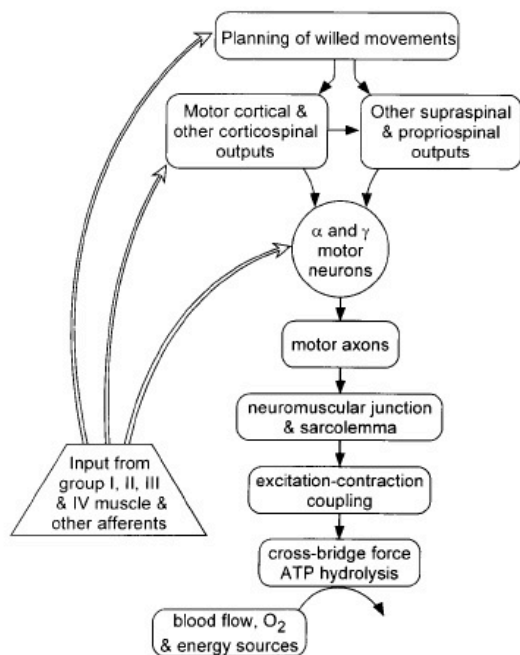 Planning of willed movements
Motor cortical &
other corticospinal
outputs
Other supraspinal
& propriospinal
outputs
α and γ
motor
neurons
motor axons
neuromuscular junction
& sarcolemma
Input from
group I, II, III
& IV muscle &
other afferents
excitation-contraction
coupling
cross-bridge force
ATP hydrolysis
blood flow, O₂
& energy sources